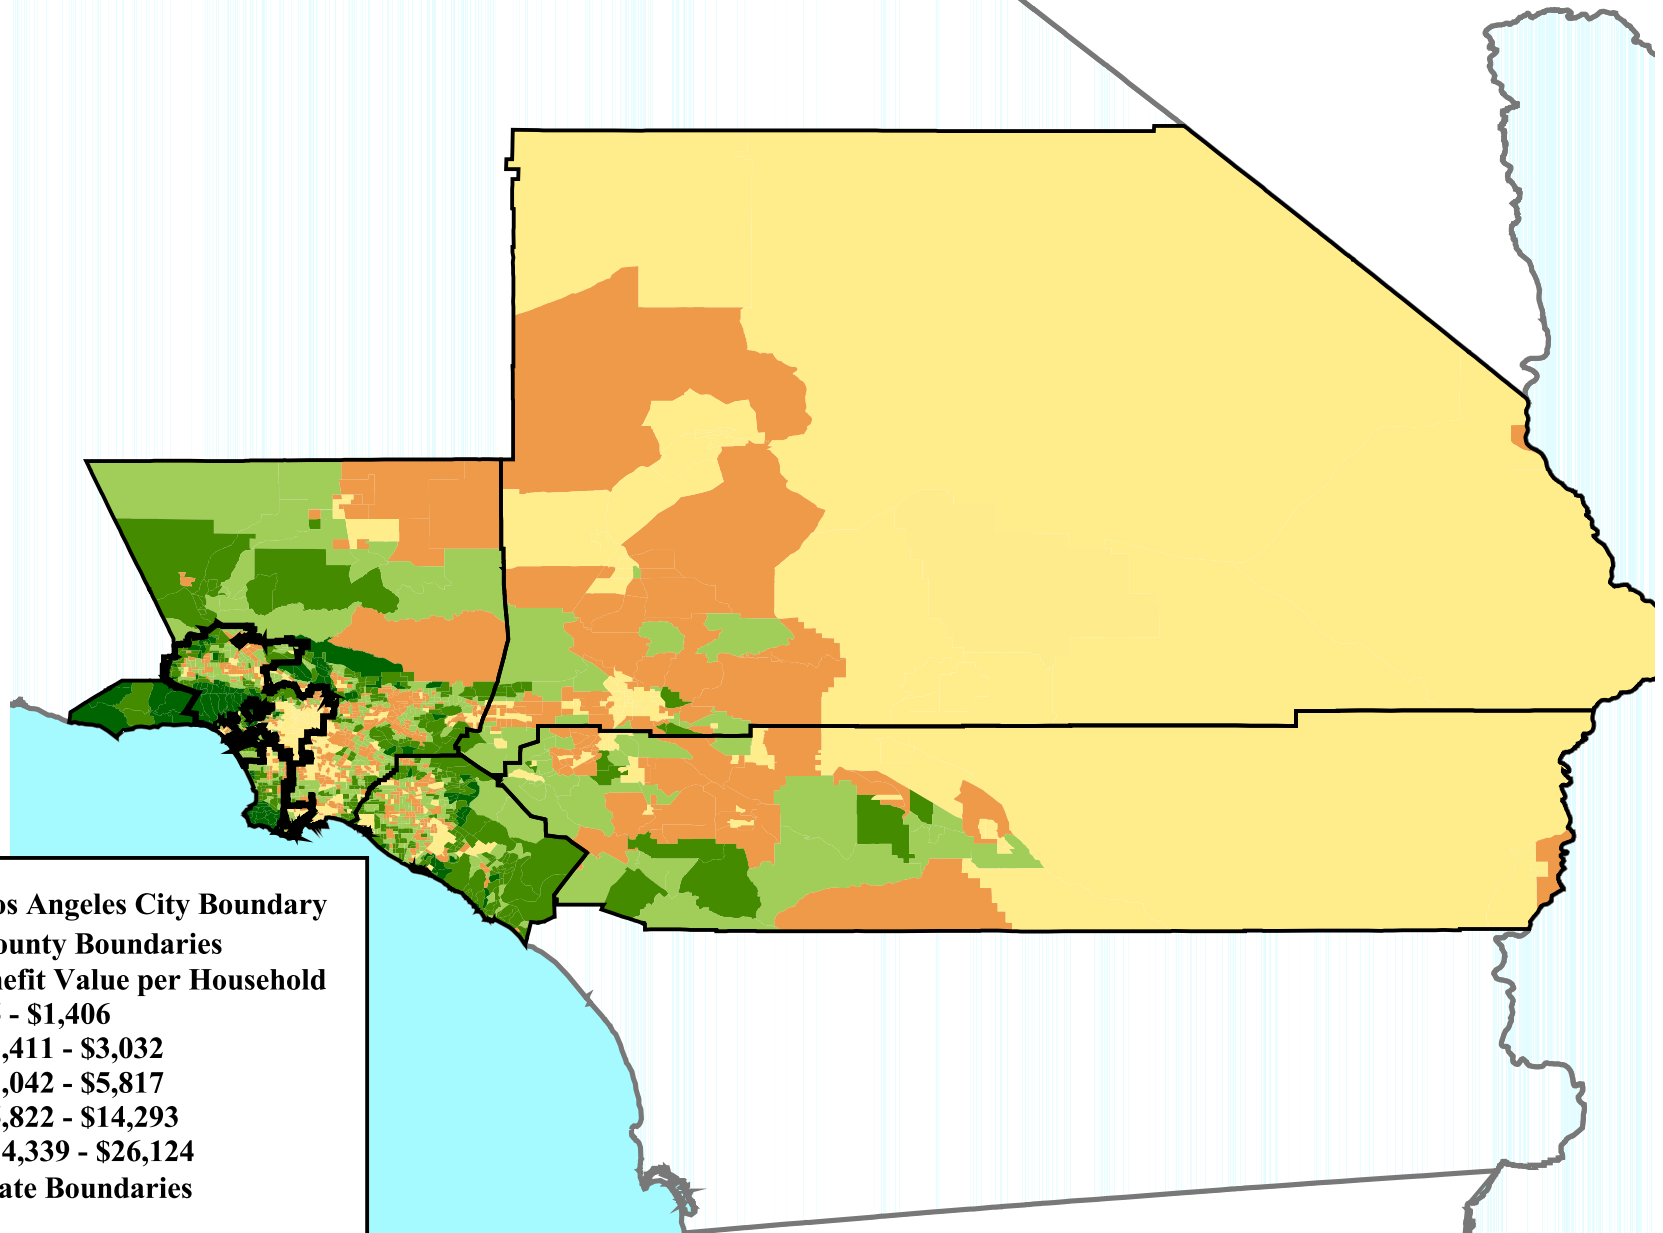 os Angeles City Boundary
ounty Boundaries
nefit Value per Household
- $1,406
,411 - $3,032
,042 - $5,817
,822 - $14,293
4,339 - $26,124
ate Boundaries